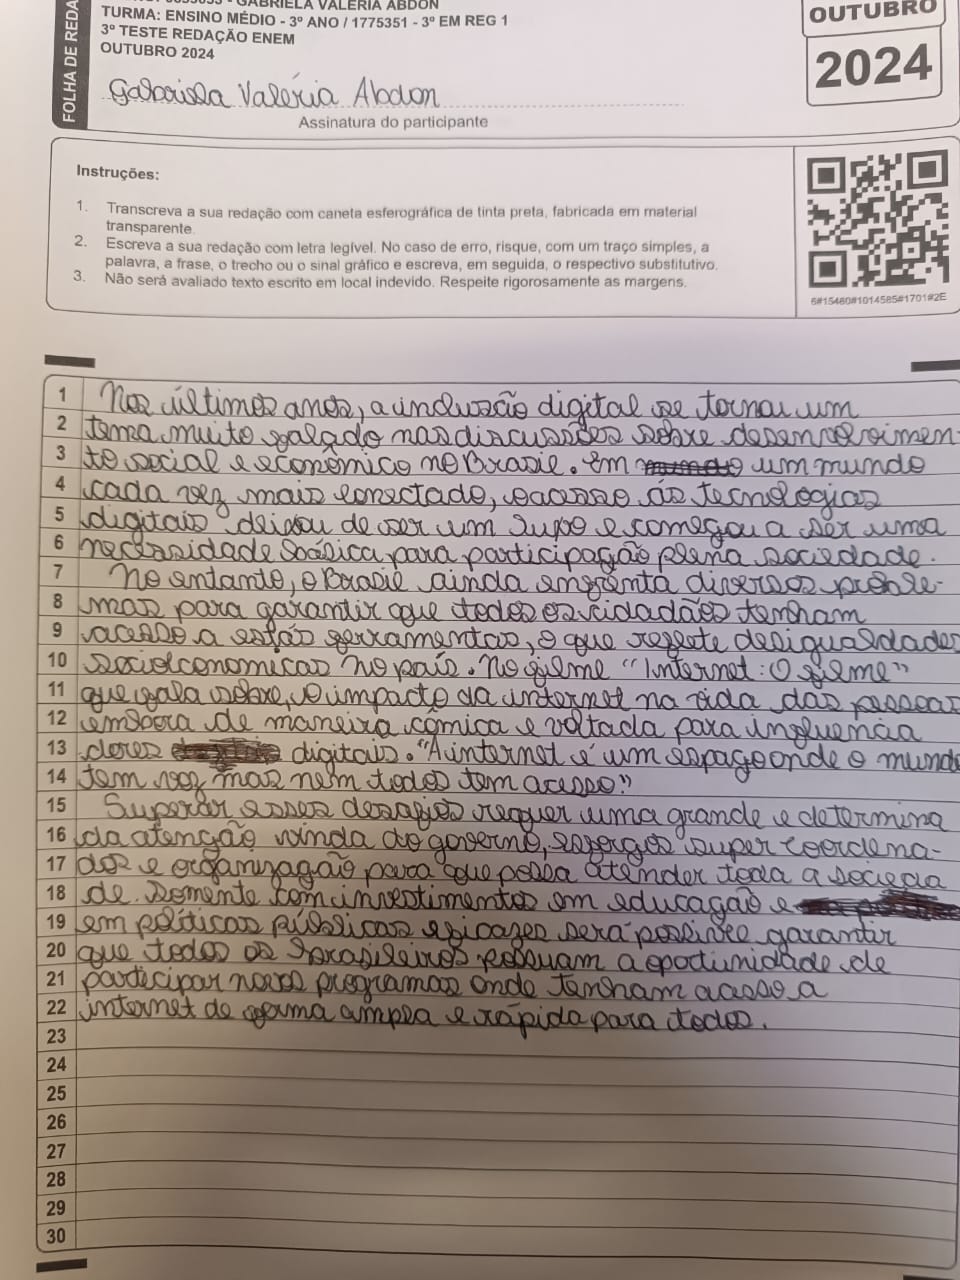 FOLHA DE REDA
GABRIELA VALÉRIA ABDON
TURMA: ENSINO MÉDIO - 3º ANO / 1775351 - 3º EM REG 1
3º TESTE REDAÇÃO ENEM
OUTUBRO 2024
OUTUBRO
2024
Gabriela Valéria Abdon
Assinatura do participante
Instruções:
1. Transcreva a sua redação com caneta esferográfica de tinta preta, fabricada em material
transparente.
2. Escreva a sua redação com letra legível. No caso de erro, risque, com um traço simples, a
palavra, a frase, o trecho ou o sinal gráfico e escreva, em seguida, o respectivo substitutivo.
3. Não será avaliado texto escrito em local indevido. Respeite rigorosamente as margens.
6#15480#1014585#1701#2E
1 Nos últimos anos, a inclusão digital se tornou um
2 tema muito falado nas discussões sobre desenvolvimen-
3 to social e econômico no Brasil. Em mundo um mundo
4 cada vez mais conectado, o acesso às tecnologias
5 digitais deixou de ser um luxo e começou a ser uma
6 necessidade básica para participação plena sociedade.
7 No entanto, o Brasil ainda enfrenta diversos proble-
8 mas para garantir que todos os cidadãos tenham
9 acesso a estas ferramentas, o que reflete desigualdades
10 socioeconomicas no país. No filme "Internet: O filme"
11 que fala sobre, o impacto da internet na vida das pessoas
12 embora de maneira cômica e voltada para influencia
13 dores digitais. "A internet é um espaço onde o mundo
14 tem voz mas nem todos tem acesso."
15 Superar esses desafios requer uma grande e determina
16 da atenção vinda do governo, esforços super coordena-
17 dos e organização para que possa atender toda a socieda
18 de. Somente com investimentos em educação e
19 em políticas públicas eficazes será possível garantir
20 que todos os brasileiros possuam a oportunidade de
21 participar novos programas onde tenham acesso a
22 internet de forma ampla e rápida para todos.
23
24
25
26
27
28
29
30